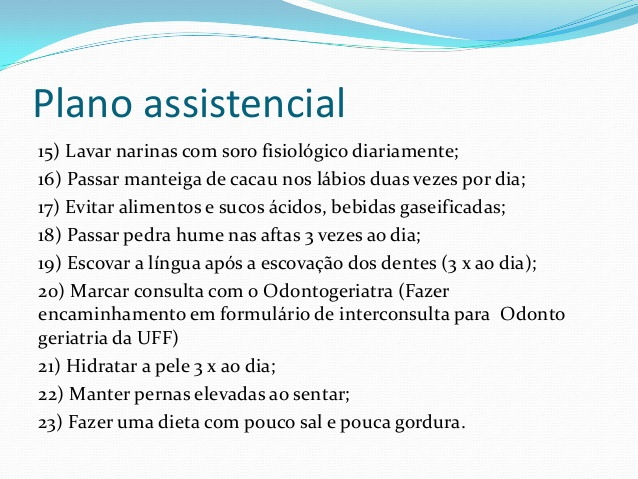 Plano assistencial
15) Lavar narinas com soro fisiológico diariamente;
16) Passar manteiga de cacau nos lábios duas vezes por dia;
17) Evitar alimentos e sucos ácidos, bebidas gaseificadas;
18) Passar pedra hume nas aftas 3 vezes ao dia;
19) Escovar a língua após a escovação dos dentes (3 x ao dia);
20) Marcar consulta com o Odontogeriatra (Fazer
encaminhamento em formulário de interconsulta para Odonto
geriatria da UFF)
21) Hidratar a pele 3 x ao dia;
22) Manter pernas elevadas ao sentar;
23) Fazer uma dieta com pouco sal e pouca gordura.